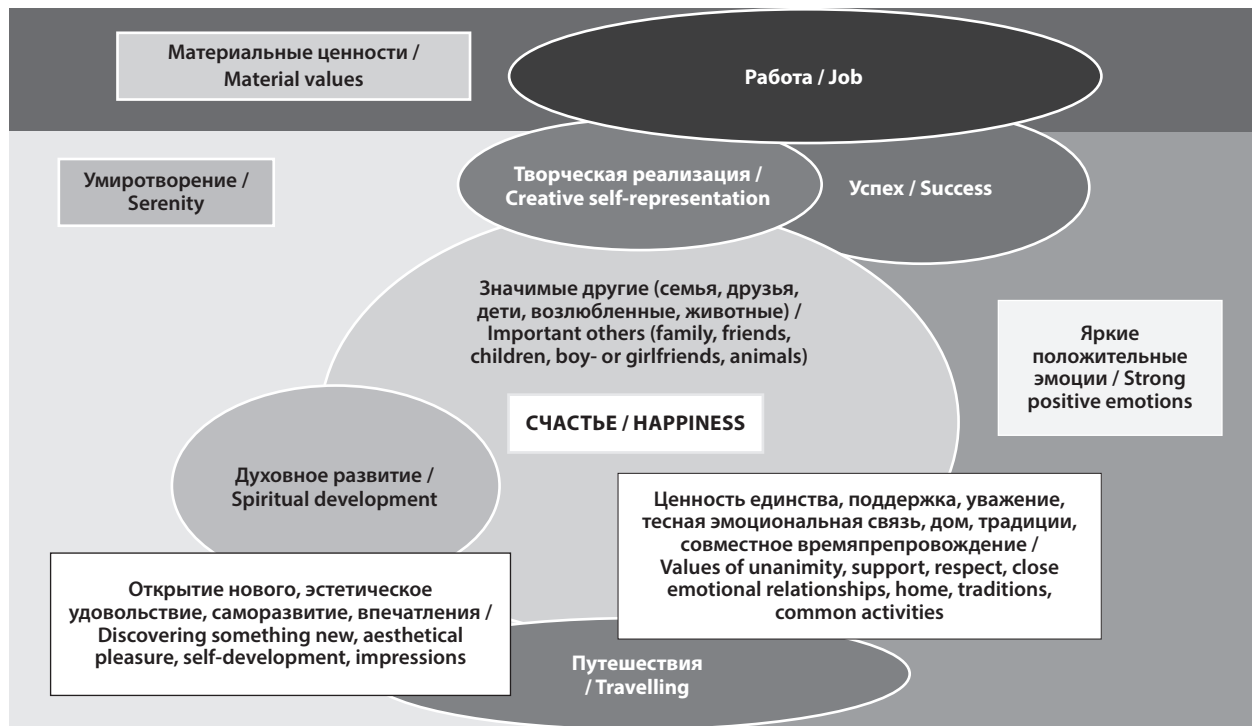 Материальные ценности /
Material values
Работа / Job
Умиротворение /
Serenity
Творческая реализация /
Creative self-representation
Успех / Success
Значимые другие (семья, друзья,
дети, возлюбленные, животные) /
Important others (family, friends,
children, boy- or girlfriends, animals)
Яркие
положительные
эмоции / Strong
positive emotions
СЧАСТЬЕ / HAPPINESS
Духовное развитие /
Spiritual development
Ценность единства, поддержка, уважение,
тесная эмоциональная связь, дом, традиции,
совместное времяпрепровождение /
Values of unanimity, support, respect, close
emotional relationships, home, traditions,
common activities
Открытие нового, эстетическое
удовольствие, саморазвитие, впечатления /
Discovering something new, aesthetical
pleasure, self-development, impressions
Путешествия
/ Travelling